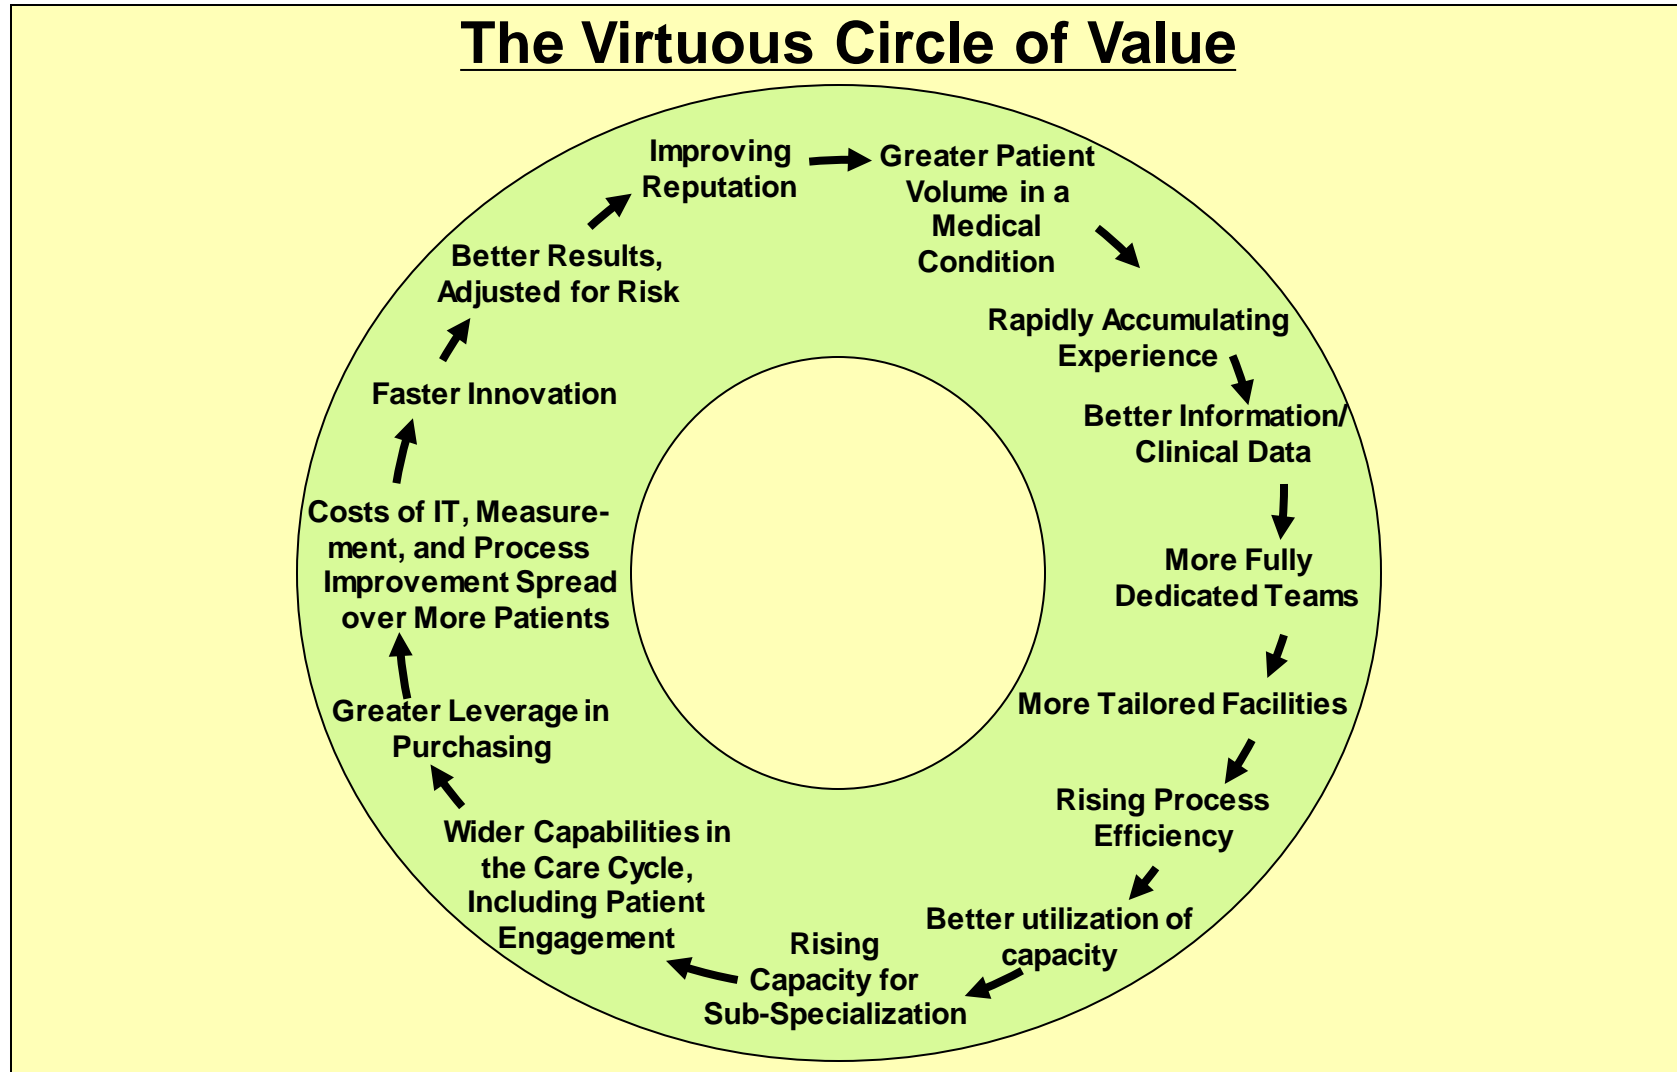 The Virtuous Circle of Value
Improving
Reputation
Greater Patient
Volume in a
Medical
Condition
Rapidly Accumulating
Experience
Better Information/
Clinical Data
More Fully
Dedicated Teams
More Tailored Facilities
Rising Process
Efficiency
Better utilization of
capacity
Rising
Capacity for
Sub-Specialization
Wider Capabilities in
the Care Cycle,
Including Patient
Engagement
Greater Leverage in
Purchasing
Costs of IT, Measure-
ment, and Process
Improvement Spread
over More Patients
Faster Innovation
Better Results,
Adjusted for Risk